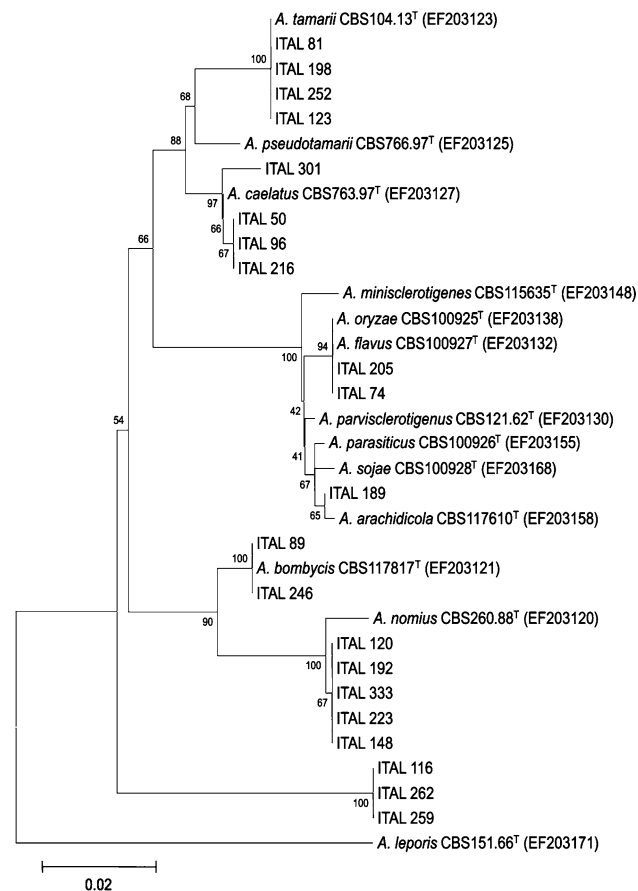 A. tamarii CBS104.13ᵀ (EF203123)
ITAL 81
100
ITAL 198
ITAL 252
68
ITAL 123
88
A. pseudotamarii CBS766.97ᵀ (EF203125)
ITAL 301
A. caelatus CBS763.97ᵀ (EF203127)
97
ITAL 50
66
66
ITAL 96
67
ITAL 216
A. minisclerotigenes CBS115635ᵀ (EF203148)
A. oryzae CBS100925ᵀ (EF203138)
94
A. flavus CBS100927ᵀ (EF203132)
100
ITAL 205
ITAL 74
42
54
A. parvisclerotigenus CBS121.62ᵀ (EF203130)
A. parasiticus CBS100926ᵀ (EF203155)
41
A. sojae CBS100928ᵀ (EF203168)
67
ITAL 189
65
A. arachidicola CBS117610ᵀ (EF203158)
ITAL 89
100
A. bombycis CBS117817ᵀ (EF203121)
ITAL 246
90
A. nomius CBS260.88ᵀ (EF203120)
ITAL 120
100
ITAL 192
ITAL 333
67
ITAL 223
ITAL 148
ITAL 116
ITAL 262
100
ITAL 259
A. leporis CBS151.66ᵀ (EF203171)
0.02